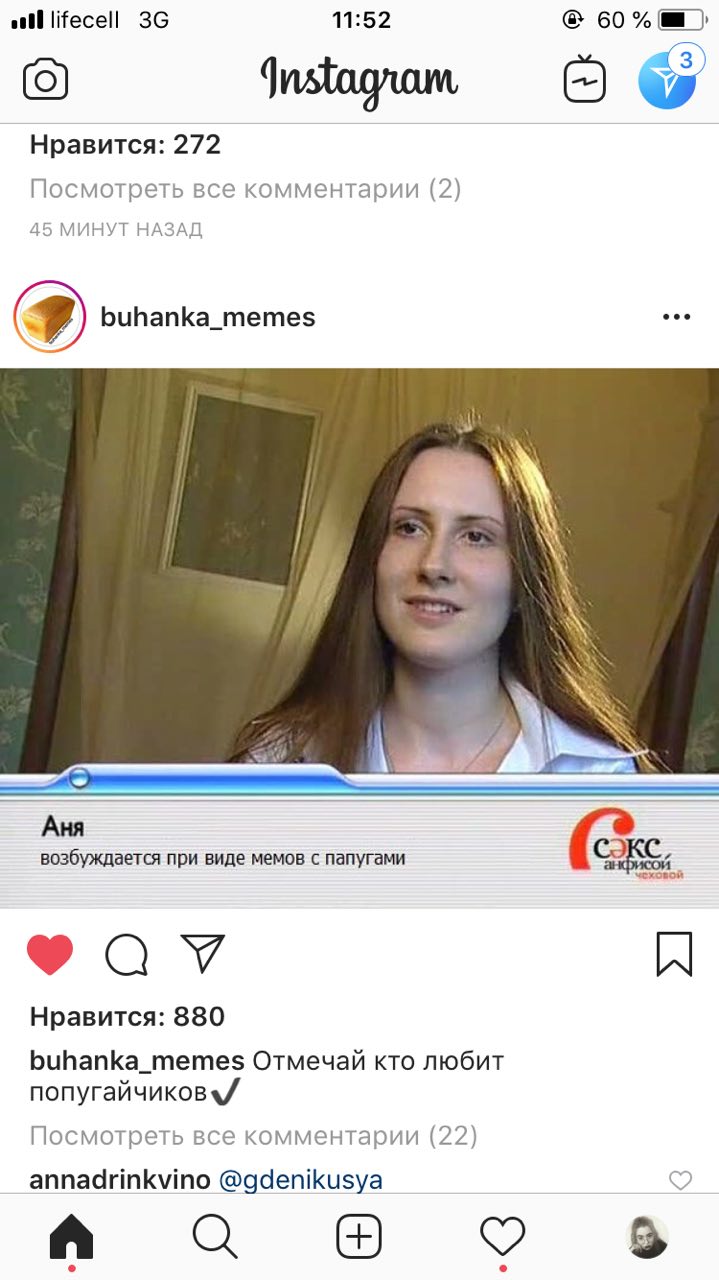 lifecell 3G 11:52 60 %
Instagram 3
Нравится: 272
Посмотреть все комментарии (2)
45 МИНУТ НАЗАД
buhanka_memes
Аня
возбуждается при виде мемов с папугами
сэкс
анфисой
чеховой
Нравится: 880
buhanka_memes Отмечай кто любит
попугайчиков✔
Посмотреть все комментарии (22)
annadrinkvino @gdenikusya